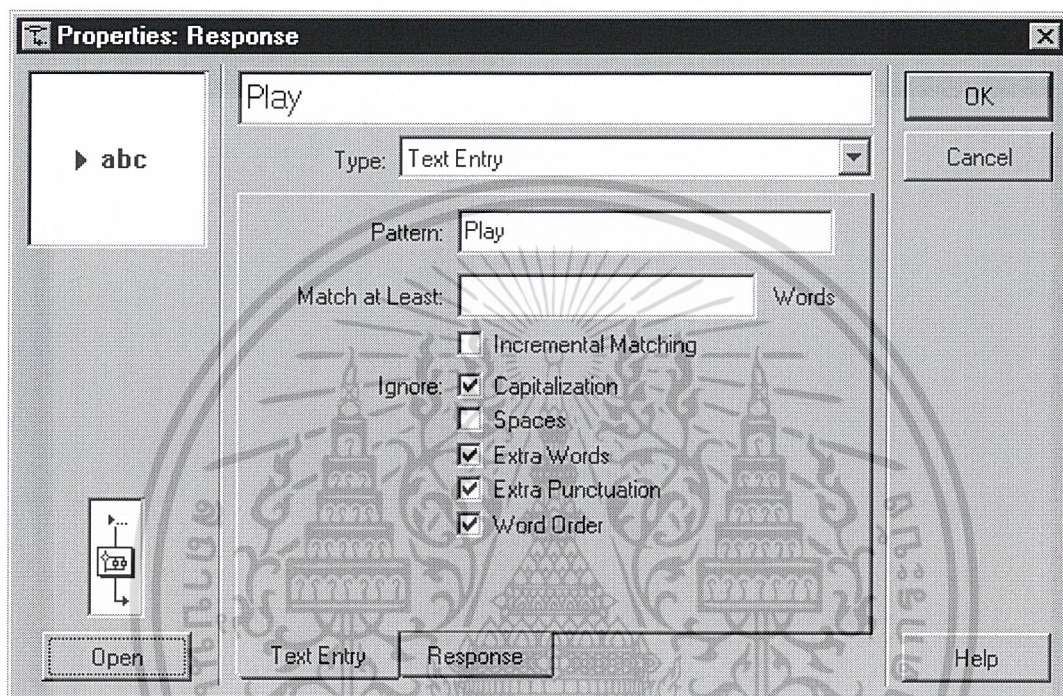 Properties: Response
Play
OK
abc
Type: Text Entry
Cancel
Pattern: Play
Match at Least: Words
Incremental Matching
Ignore: Capitalization
Spaces
Extra Words
Extra Punctuation
Word Order
Open
Text Entry Response
Help